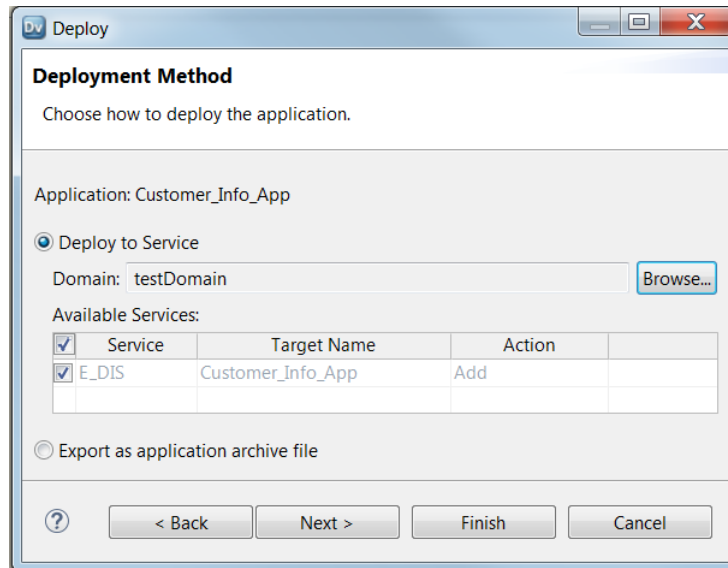 Dv Deploy
Deployment Method
Choose how to deploy the application.
Application: Customer_Info_App
Deploy to Service
Domain: testDomain Browse...
Available Services:
Service Target Name Action
E_DIS Customer_Info_App Add
Export as application archive file
? < Back Next > Finish Cancel